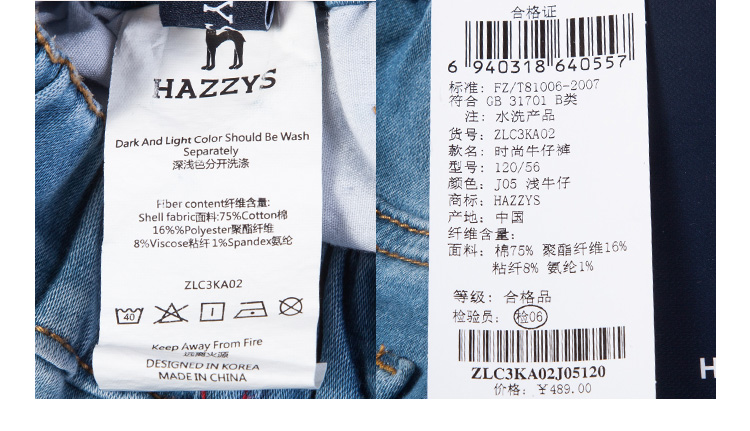 HAZZYS
Dark And Light Color Should Be Wash
Separately
深浅色分开洗涤
Fiber content纤维含量:
Shell fabric面料:75%Cotton棉
16%%Polyester聚酯纤维
8%Viscose粘纤 1%Spandex氨纶
ZLC3KA02
40
Keep Away From Fire
远离火源
DESIGNED IN KOREA
MADE IN CHINA
合格证
6 940318 640557
标准: FZ/T81006-2007
符合 GB 31701 B类
注: 水洗产品
货号: ZLC3KA02
款名: 时尚牛仔裤
型号: 120/56
颜色: J05 浅牛仔
商标: HAZZYS
产地: 中国
纤维含量:
面料: 棉75% 聚酯纤维16%
粘纤8% 氨纶1%
等级: 合格品
检验员: 检06
ZLC3KA02J05120
价格: ¥489.00
H